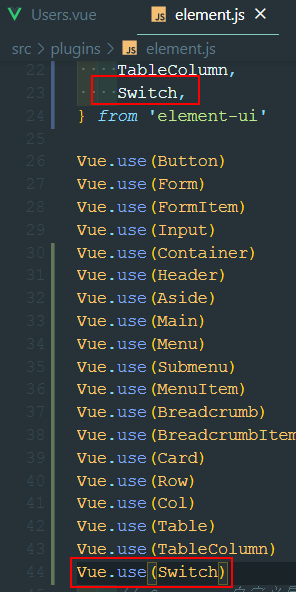 Users.vue element.js ×
src > plugins > JS element.js
22 ····TableColumn,
23 ····Switch,
24 } from 'element-ui'
25
26 Vue.use(Button)
27 Vue.use(Form)
28 Vue.use(FormItem)
29 Vue.use(Input)
30 Vue.use(Container)
31 Vue.use(Header)
32 Vue.use(Aside)
33 Vue.use(Main)
34 Vue.use(Menu)
35 Vue.use(Submenu)
36 Vue.use(MenuItem)
37 Vue.use(Breadcrumb)
38 Vue.use(BreadcrumbItem
39 Vue.use(Card)
40 Vue.use(Row)
41 Vue.use(Col)
42 Vue.use(Table)
43 Vue.use(TableColumn)
44 Vue.use(Switch)